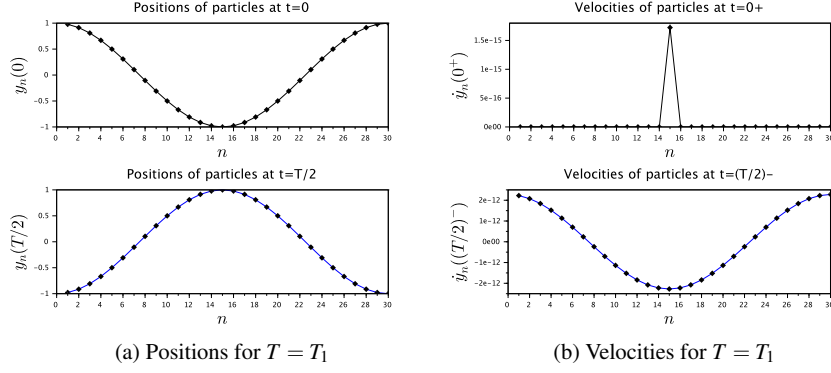 Positions of particles at t=0
1
0.5
0
−0.5
−1
y_n(0)
0 2 4 6 8 10 12 14 16 18 20 22 24 26 28 30
n
Velocities of particles at t=0+
1.5e-15
1e-15
5e-16
0e00
ẏ_n(0⁺)
0 2 4 6 8 10 12 14 16 18 20 22 24 26 28 30
n
Positions of particles at t=T/2
1
0.5
0
−0.5
−1
y_n(T/2)
0 2 4 6 8 10 12 14 16 18 20 22 24 26 28 30
n
Velocities of particles at t=(T/2)-
2e-12
1e-12
0e00
−1e-12
−2e-12
ẏ_n((T/2)⁻)
0 2 4 6 8 10 12 14 16 18 20 22 24 26 28 30
n
(a) Positions for T = T₁
(b) Velocities for T = T₁